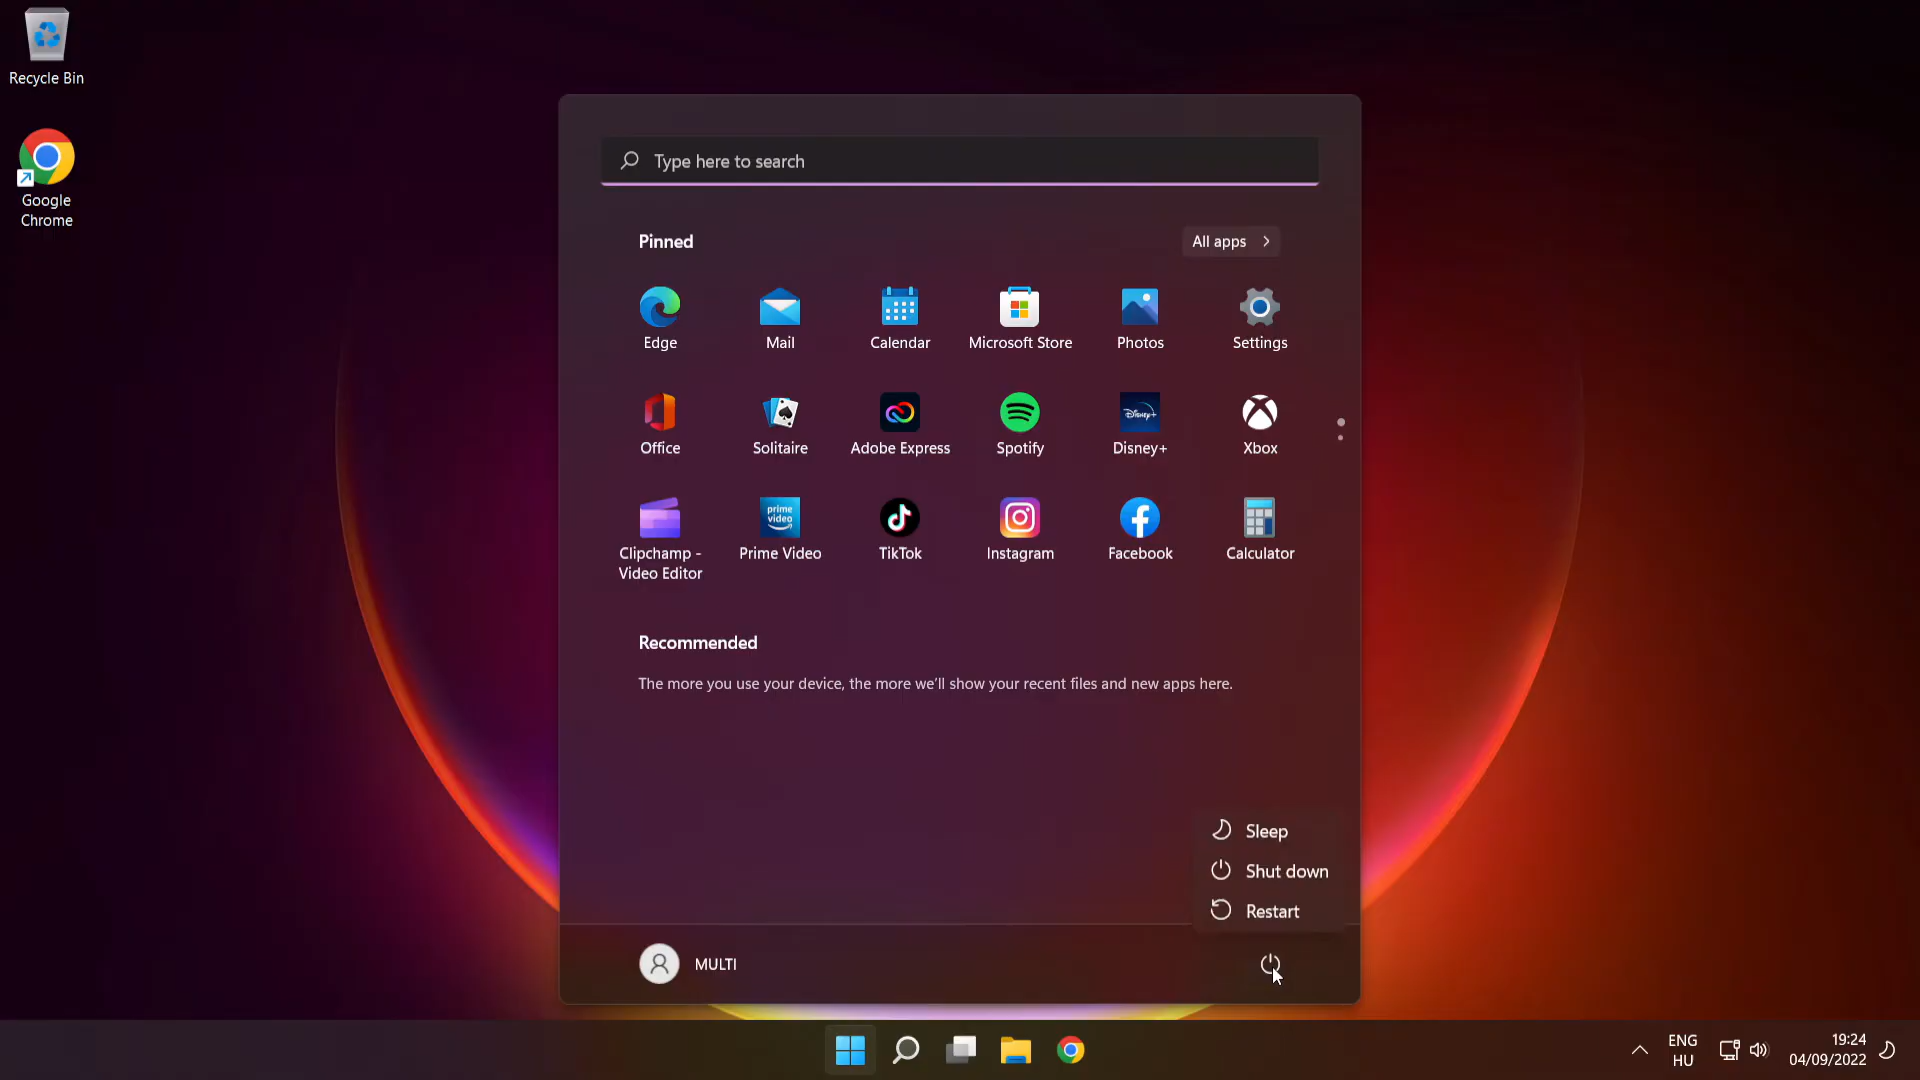 Recycle Bin
Google
Chrome
Type here to search
Pinned
All apps
Edge
Mail
Calendar
Microsoft Store
Photos
Settings
Office
Solitaire
Adobe Express
Spotify
Disney+
Disney+
Xbox
Clipchamp -
Video Editor
prime
video
Prime Video
TikTok
Instagram
Facebook
Calculator
Recommended
The more you use your device, the more we'll show your recent files and new apps here.
Sleep
Shut down
Restart
MULTI
ENG
HU
19:24
04/09/2022